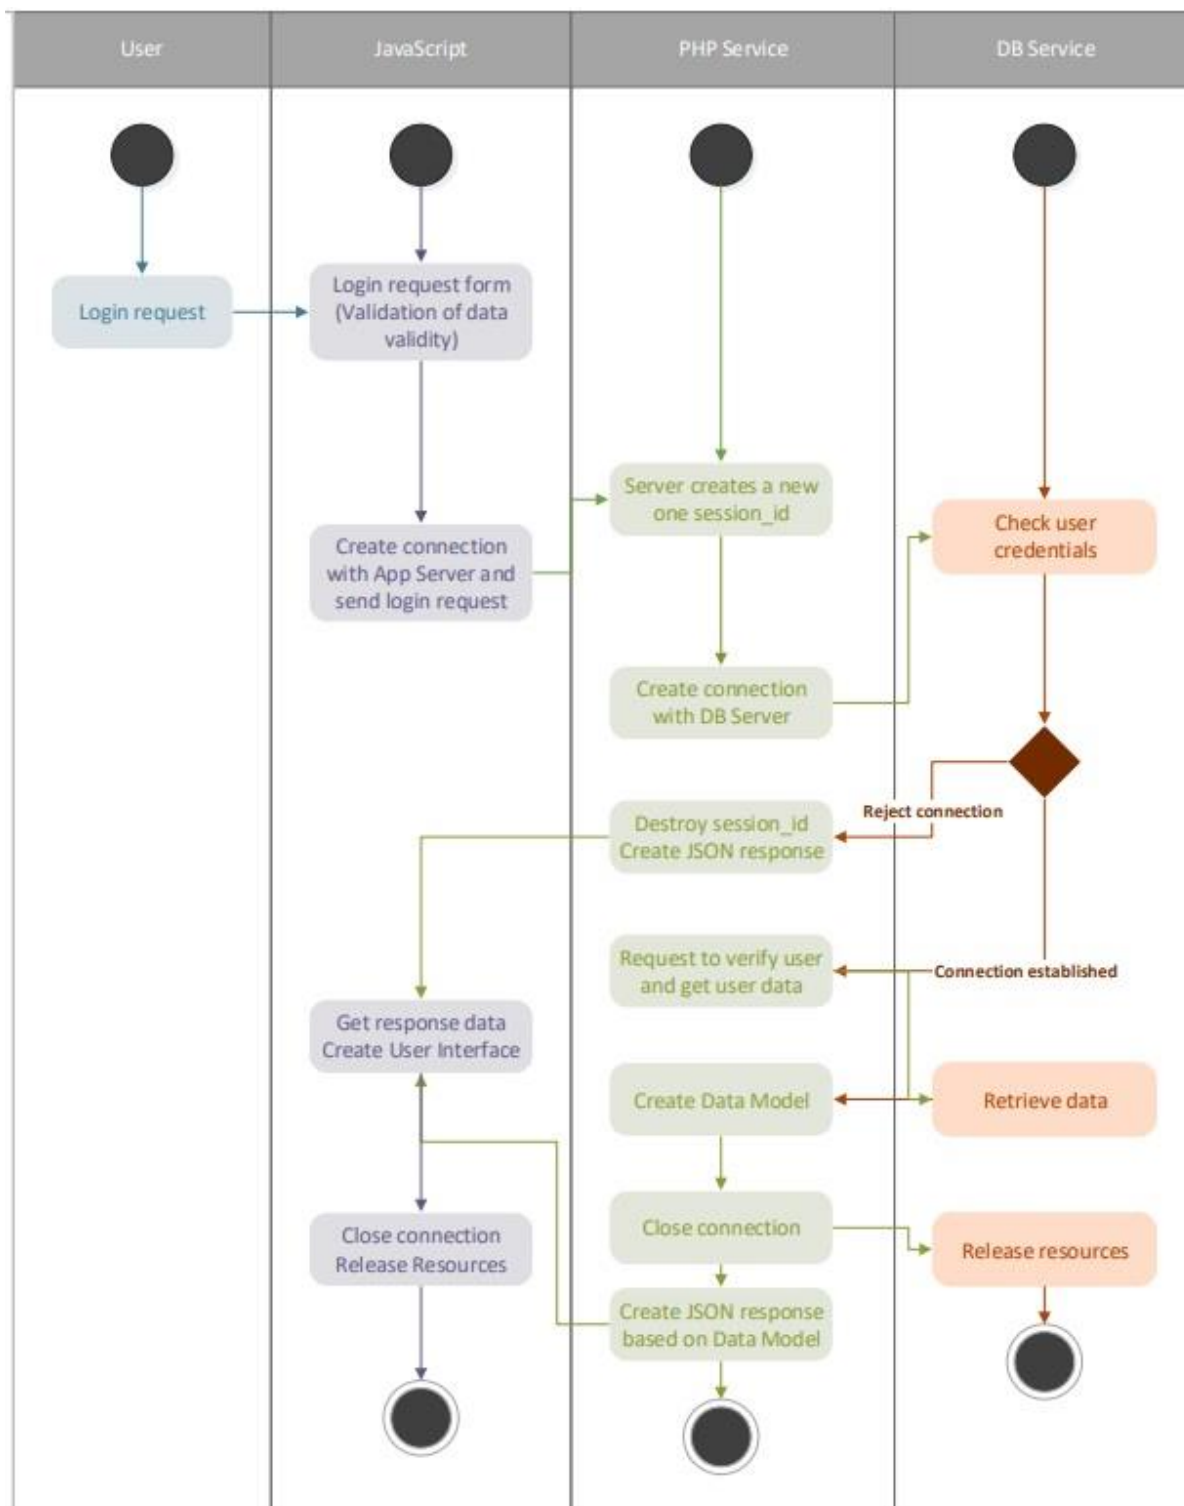 User
JavaScript
PHP Service
DB Service
Login request
Login request form
(Validation of data
validity)
Server creates a new
one session_id
Check user
credentials
Create connection
with App Server and
send login request
Create connection
with DB Server
Reject connection
Destroy session_id
Create JSON response
Request to verify user
and get user data
Connection established
Get response data
Create User Interface
Create Data Model
Retrieve data
Close connection
Release Resources
Close connection
Release resources
Create JSON response
based on Data Model